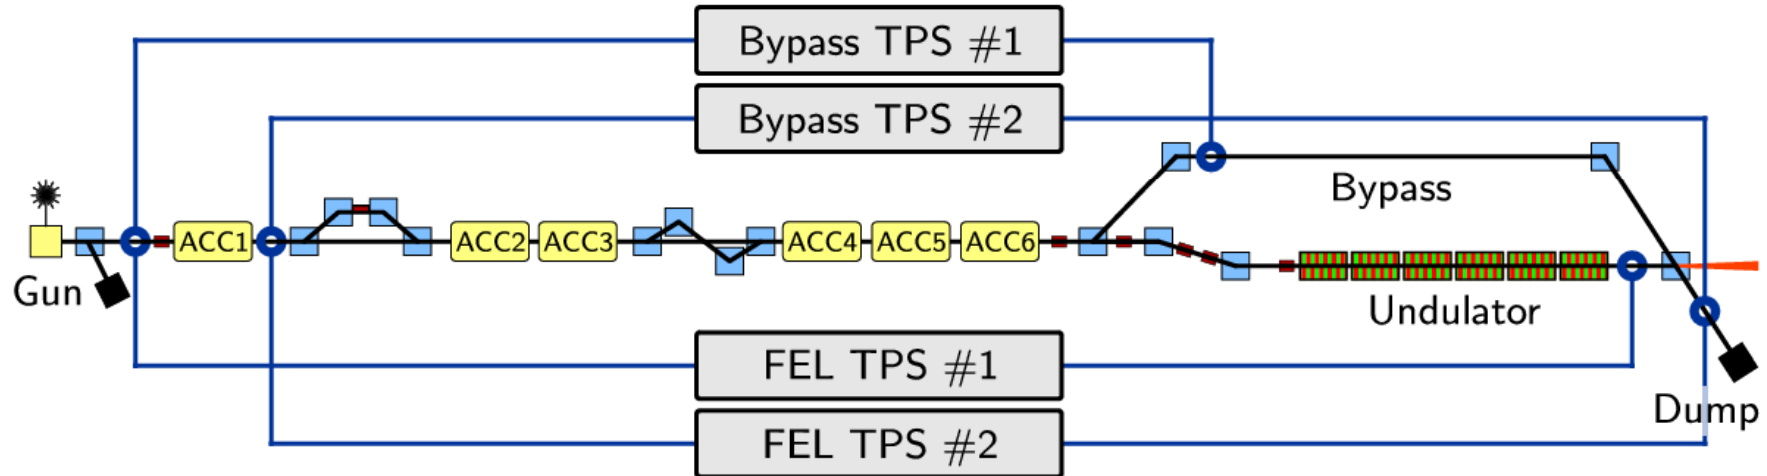 Bypass TPS #1
Bypass TPS #2
Bypass
Gun
ACC1
ACC2
ACC3
ACC4
ACC5
ACC6
Undulator
FEL TPS #1
FEL TPS #2
Dump